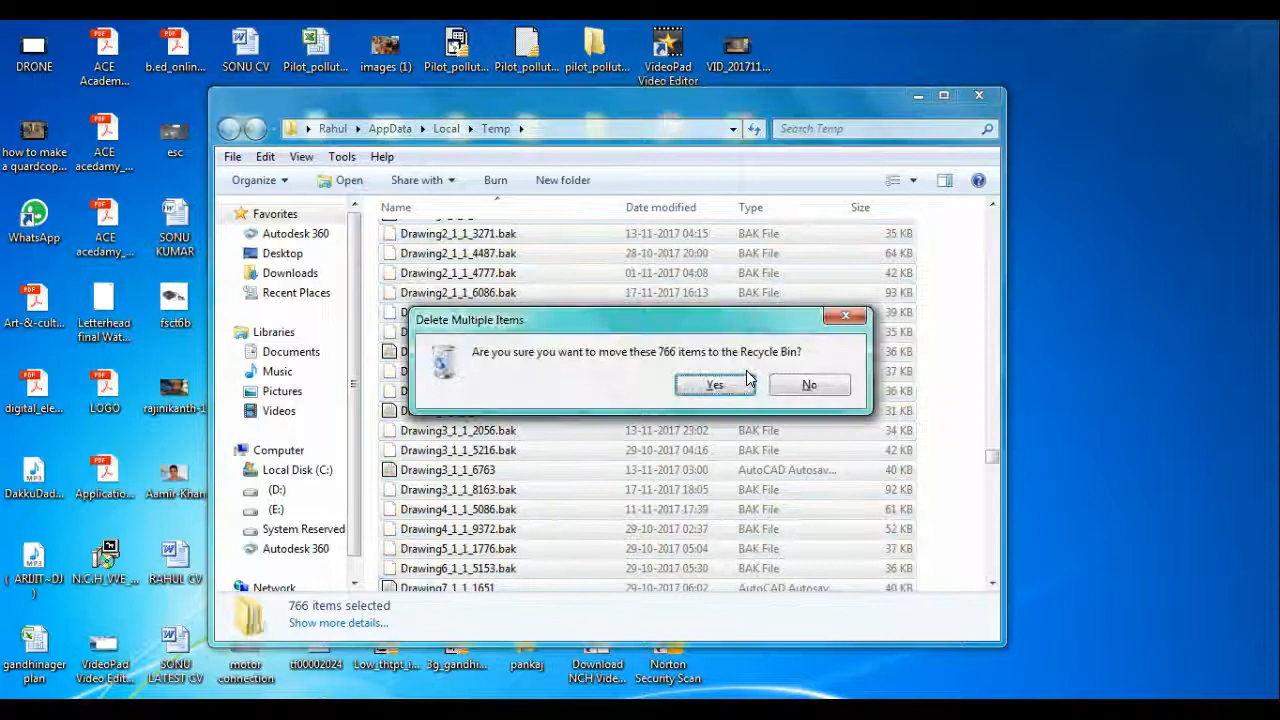 DRONE
ACE
Academ...
b.ed_onlin...
SONU CV
Pilot_pollut...
images (1)
Pilot_pollut...
Pilot_pollut...
pilot_pollut...
VideoPad
Video Editor
VID_201711...
how to make
a quardcop...
ACE
acedamy_...
esc
WhatsApp
ACE
acedamy_...
SONU
KUMAR
Art-&-cult...
Letterhead
final Wat...
fsct6b
digital_ele...
LOGO
rajinikanth-1
DakkuDad...
Applicatio...
Aamir-Khan
( ARIJIT~DJ
)
N.C.H_VVE_...
RAHUL CV
gandhinager
plan
VideoPad
Video Edit...
SONU
LATEST CV
motor
connection
tf00002024
Low_thtpt_i...
3g_gandhi...
pankaj
Download
NCH Vide...
Norton
Security Scan
Rahul
AppData
Local
Temp
Search Temp
File Edit View Tools Help
Organize
Open
Share with
Burn
New folder
Favorites
Autodesk 360
Desktop
Downloads
Recent Places
Libraries
Documents
Music
Pictures
Videos
Computer
Local Disk (C:)
(D:)
(E:)
System Reserved
Autodesk 360
Network
Name Date modified Type Size
Drawing2_1_1_3271.bak 13-11-2017 04:15 BAK File 35 KB
Drawing2_1_1_4487.bak 28-10-2017 20:00 BAK File 64 KB
Drawing2_1_1_4777.bak 01-11-2017 04:08 BAK File 42 KB
Drawing2_1_1_6086.bak 17-11-2017 16:13 BAK File 93 KB
39 KB
35 KB
36 KB
37 KB
36 KB
31 KB
Delete Multiple Items
Are you sure you want to move these 766 items to the Recycle Bin?
Yes
No
Drawing3_1_1_2056.bak 13-11-2017 23:02 BAK File 34 KB
Drawing3_1_1_5216.bak 29-10-2017 04:16 BAK File 42 KB
Drawing3_1_1_6763 13-11-2017 03:00 AutoCAD Autosav... 40 KB
Drawing3_1_1_8163.bak 17-11-2017 18:05 BAK File 92 KB
Drawing4_1_1_5086.bak 11-11-2017 17:39 BAK File 61 KB
Drawing4_1_1_9372.bak 29-10-2017 02:37 BAK File 52 KB
Drawing5_1_1_1776.bak 29-10-2017 05:04 BAK File 37 KB
Drawing6_1_1_5153.bak 29-10-2017 05:30 BAK File 36 KB
Drawing7_1_1_1651 29-10-2017 06:02 AutoCAD Autosav... 40 KB
766 items selected
Show more details...